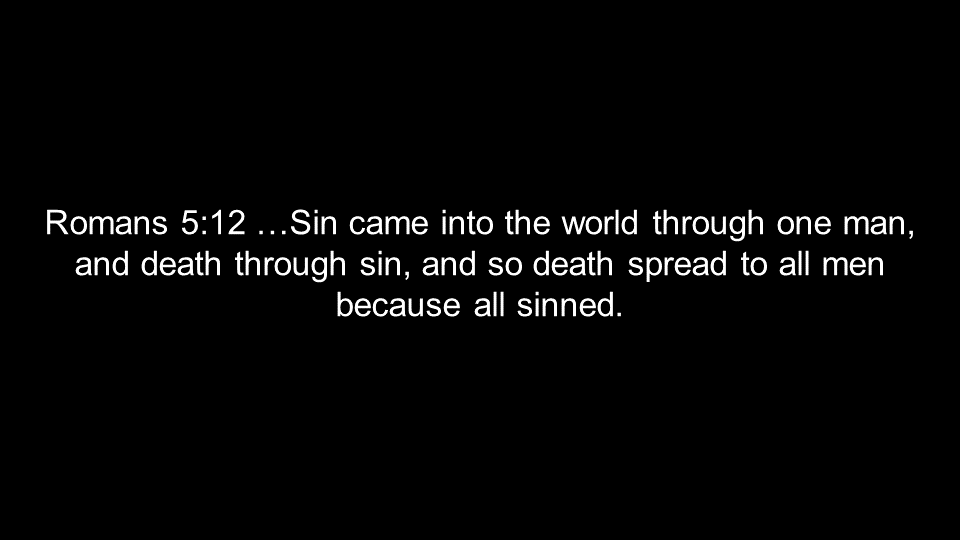 Romans 5:12 …Sin came into the world through one man,
and death through sin, and so death spread to all men
because all sinned.